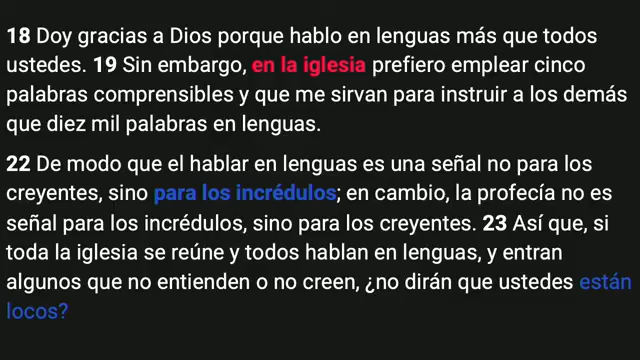 18 Doy gracias a Dios porque hablo en lenguas más que todos
ustedes. 19 Sin embargo, en la iglesia prefiero emplear cinco
palabras comprensibles y que me sirvan para instruir a los demás
que diez mil palabras en lenguas.
22 De modo que el hablar en lenguas es una señal no para los
creyentes, sino para los incrédulos; en cambio, la profecía no es
señal para los incrédulos, sino para los creyentes. 23 Así que, si
toda la iglesia se reúne y todos hablan en lenguas, y entran
algunos que no entienden o no creen, ¿no dirán que ustedes están
locos?